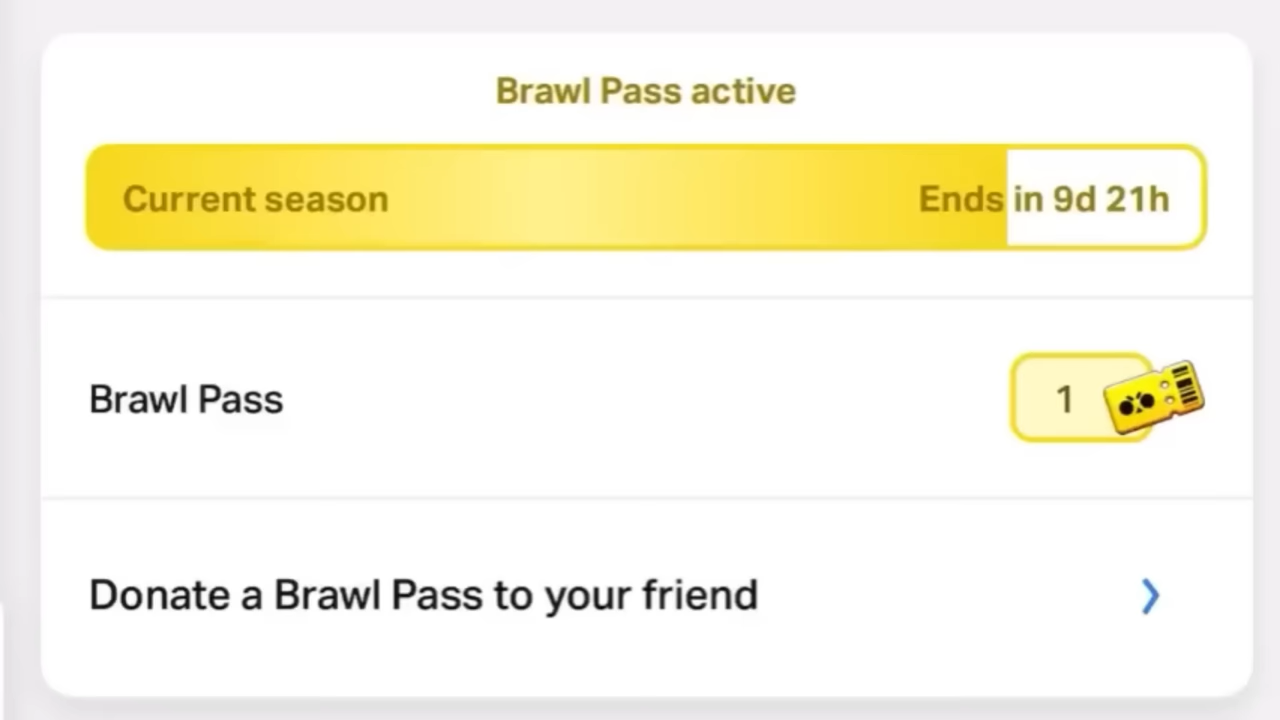 Brawl Pass active
Current season Ends in 9d 21h
Brawl Pass 1
Donate a Brawl Pass to your friend